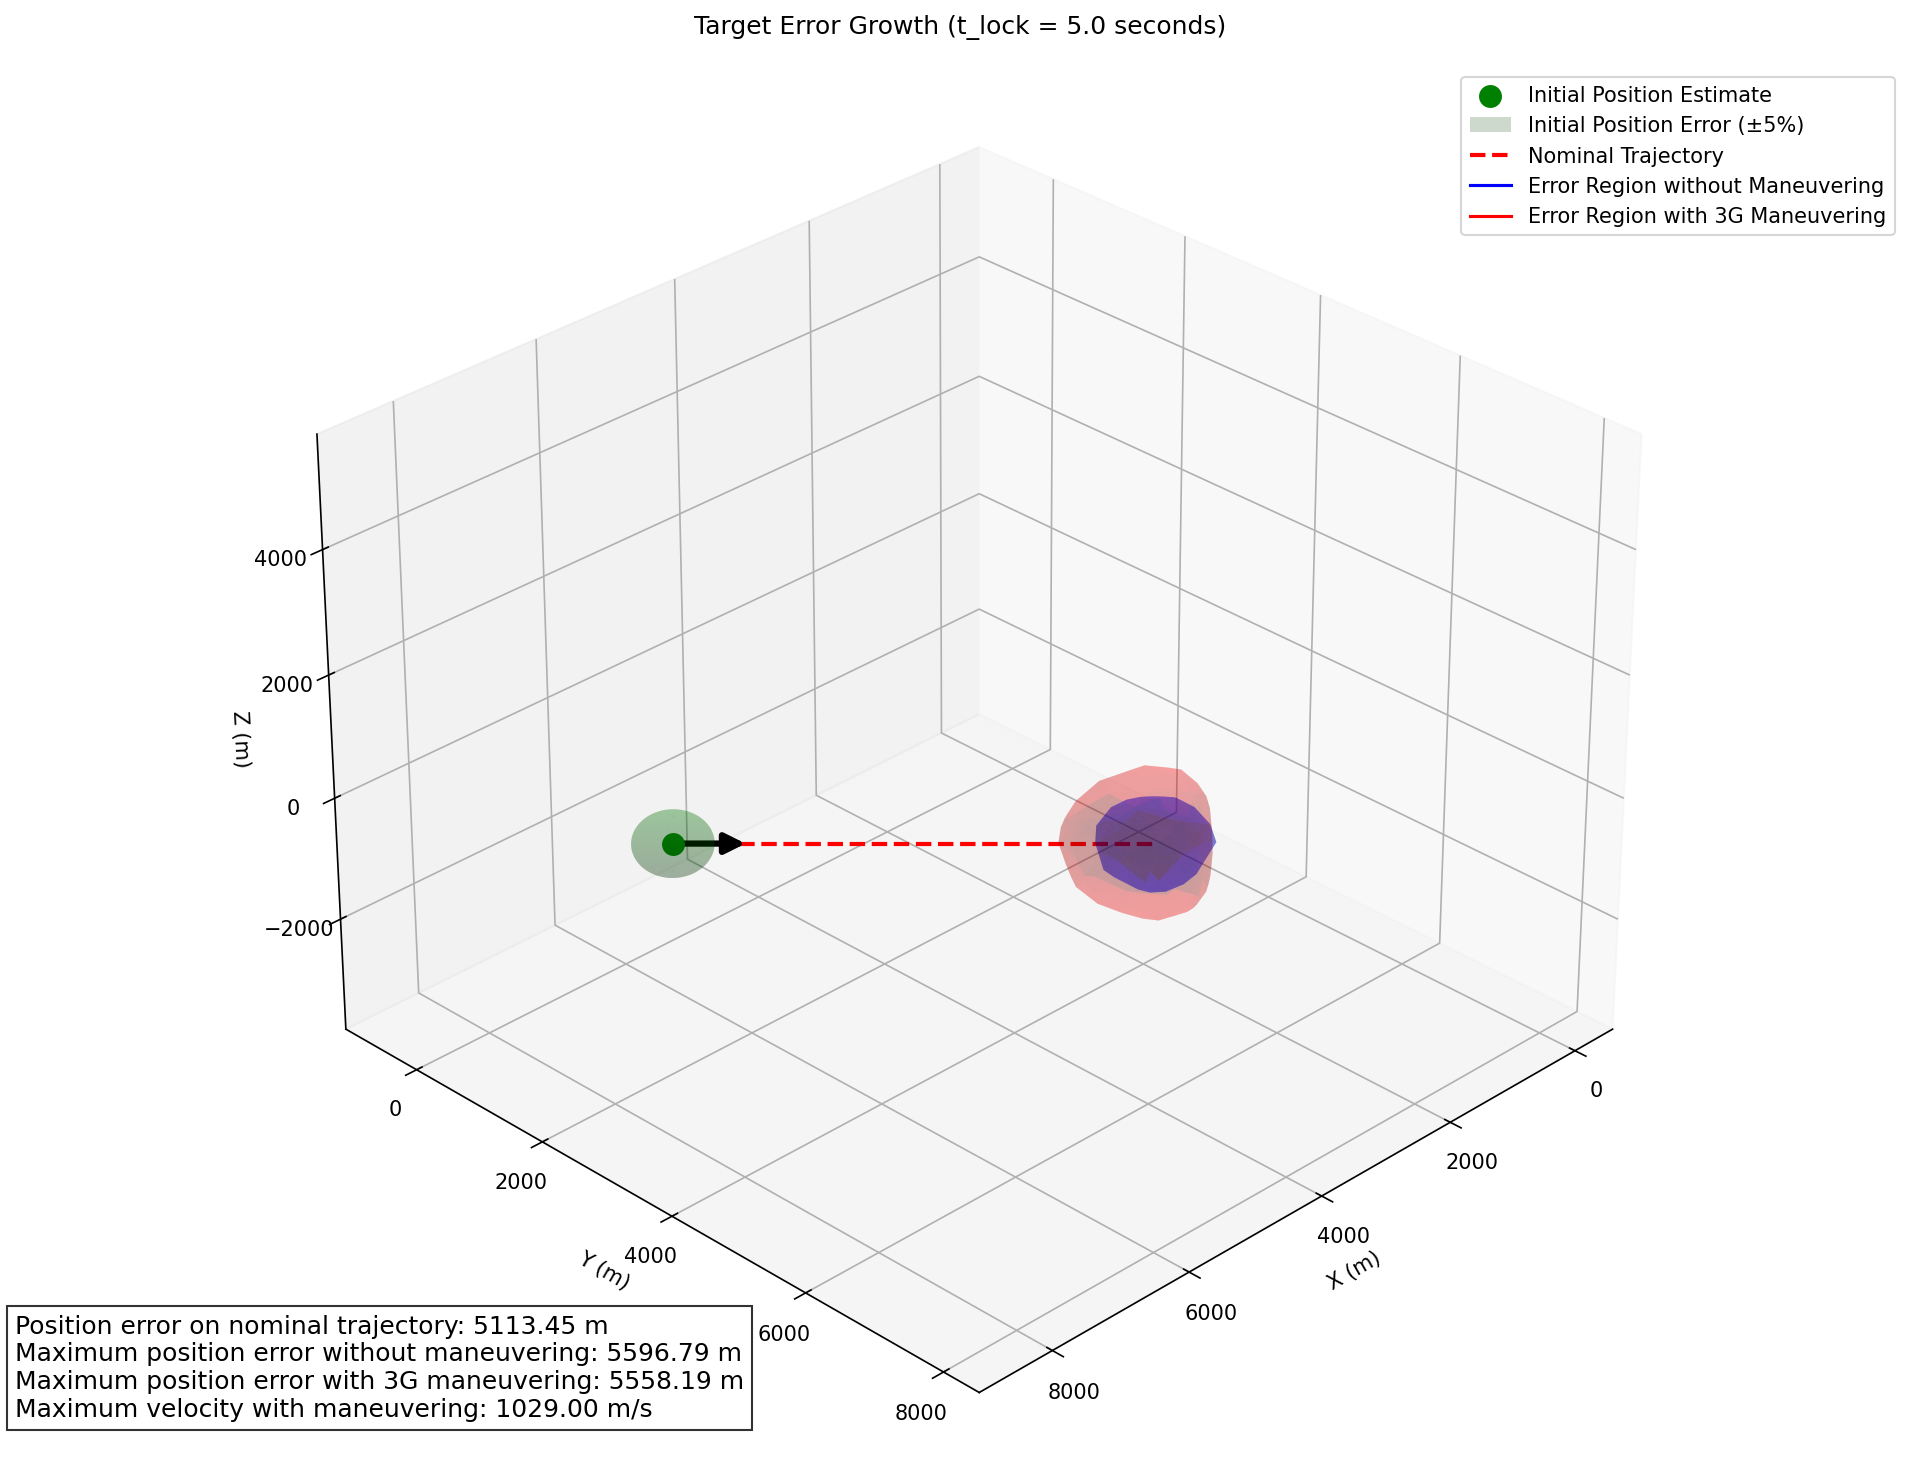 Target Error Growth (t_lock = 5.0 seconds)
Initial Position Estimate
Initial Position Error (±5%)
Nominal Trajectory
Error Region without Maneuvering
Error Region with 3G Maneuvering
4000
2000
0
−2000
Z (m)
0
2000
4000
6000
8000
Y (m)
0
2000
4000
6000
8000
X (m)
Position error on nominal trajectory: 5113.45 m
Maximum position error without maneuvering: 5596.79 m
Maximum position error with 3G maneuvering: 5558.19 m
Maximum velocity with maneuvering: 1029.00 m/s